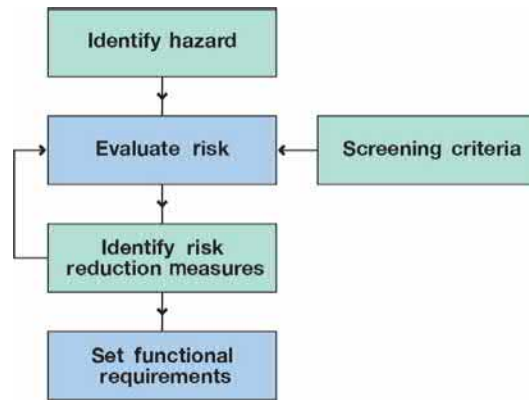 Identify hazard
Evaluate risk
Screening criteria
Identify risk
reduction measures
Set functional
requirements